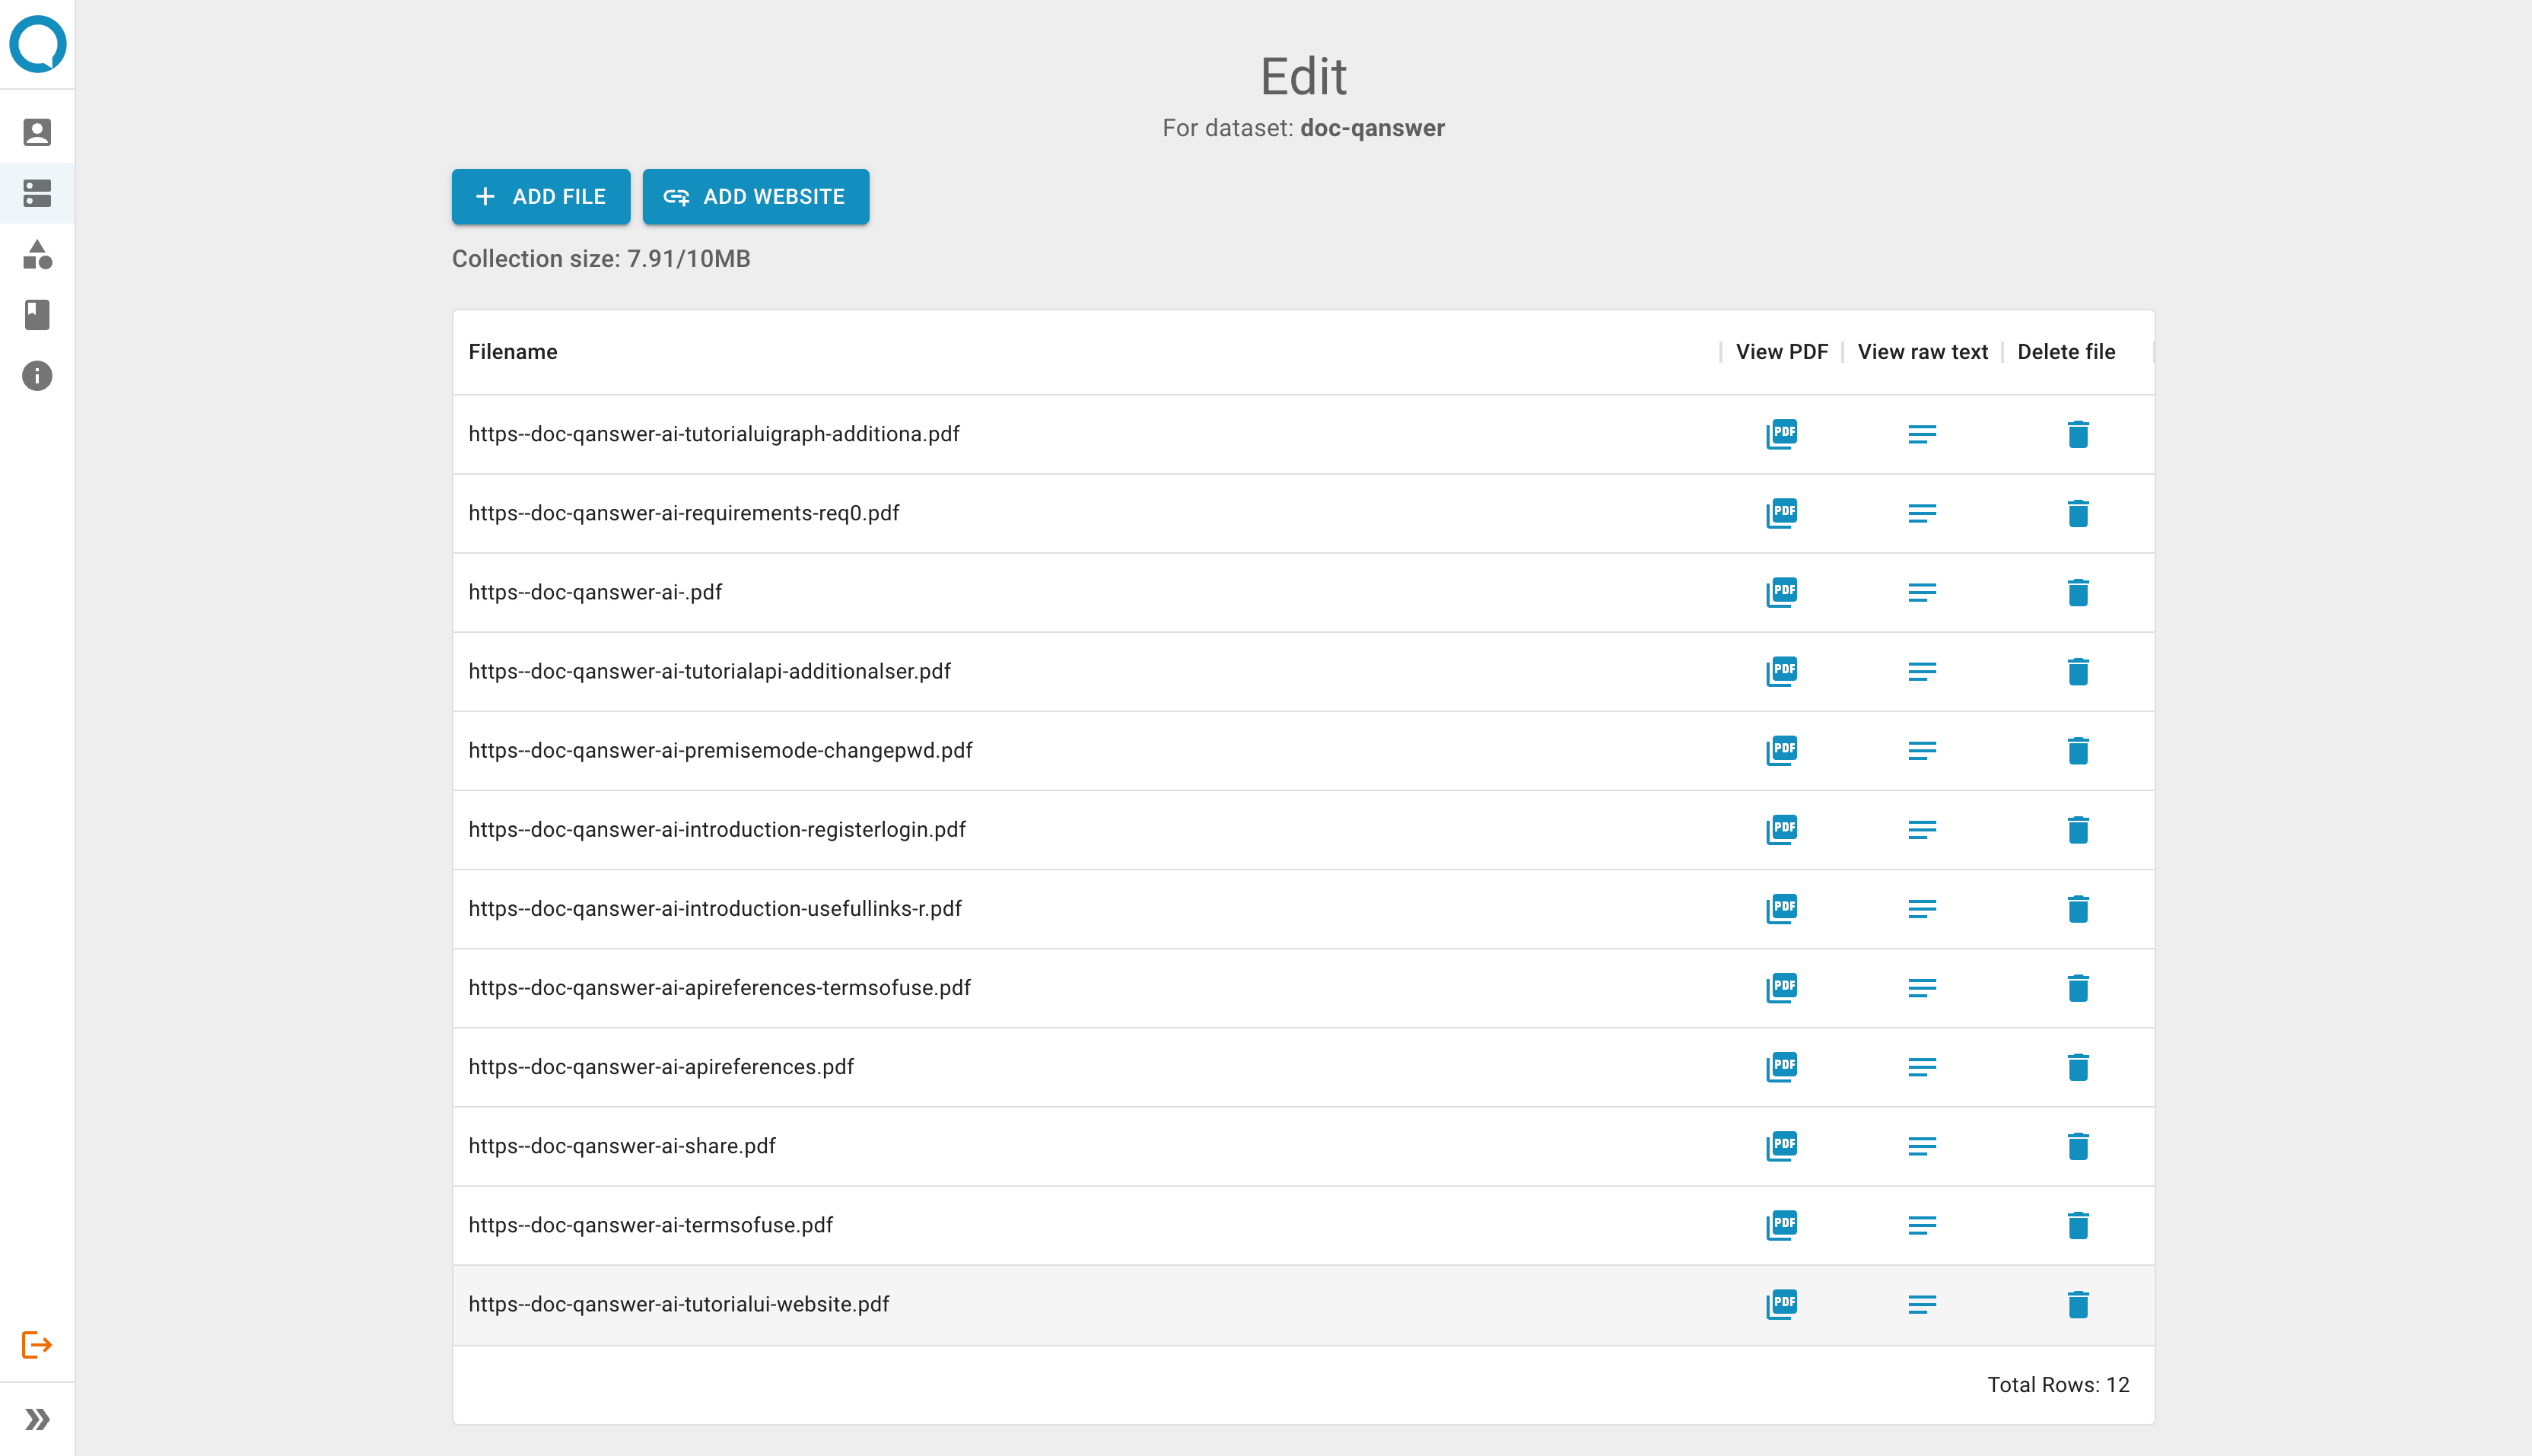 Edit
For dataset: doc-qanswer
ADD FILE ADD WEBSITE
Collection size: 7.91/10MB
Filename View PDF View raw text Delete file
https--doc-qanswer-ai-tutorialuigraph-additiona.pdf PDF
https--doc-qanswer-ai-requirements-req0.pdf PDF
https--doc-qanswer-ai-.pdf PDF
https--doc-qanswer-ai-tutorialapi-additionalser.pdf PDF
https--doc-qanswer-ai-premisemode-changepwd.pdf PDF
https--doc-qanswer-ai-introduction-registerlogin.pdf PDF
https--doc-qanswer-ai-introduction-usefullinks-r.pdf PDF
https--doc-qanswer-ai-apireferences-termsofuse.pdf PDF
https--doc-qanswer-ai-apireferences.pdf PDF
https--doc-qanswer-ai-share.pdf PDF
https--doc-qanswer-ai-termsofuse.pdf PDF
https--doc-qanswer-ai-tutorialui-website.pdf PDF
Total Rows: 12